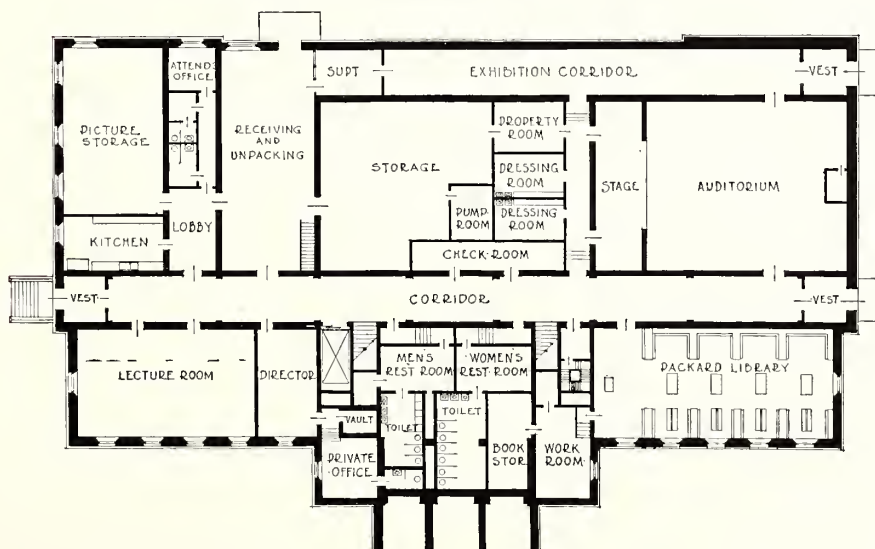 ATTEND
OFFICE
SUPT
EXHIBITION CORRIDOR
VEST
PICTURE
STORAGE
RECEIVING
AND
UNPACKING
STORAGE
PROPERTY
ROOM
DRESSING
ROOM
DRESSING
ROOM
PUMP
ROOM
STAGE
AUDITORIUM
KITCHEN
LOBBY
CHECK-ROOM
VEST
CORRIDOR
VEST
LECTURE ROOM
DIRECTOR
MEN'S
REST ROOM
WOMEN'S
REST ROOM
PACKARD LIBRARY
VAULT
TOILET
TOILET
PRIVATE
OFFICE
BOOK
STOR.
WORK
ROOM